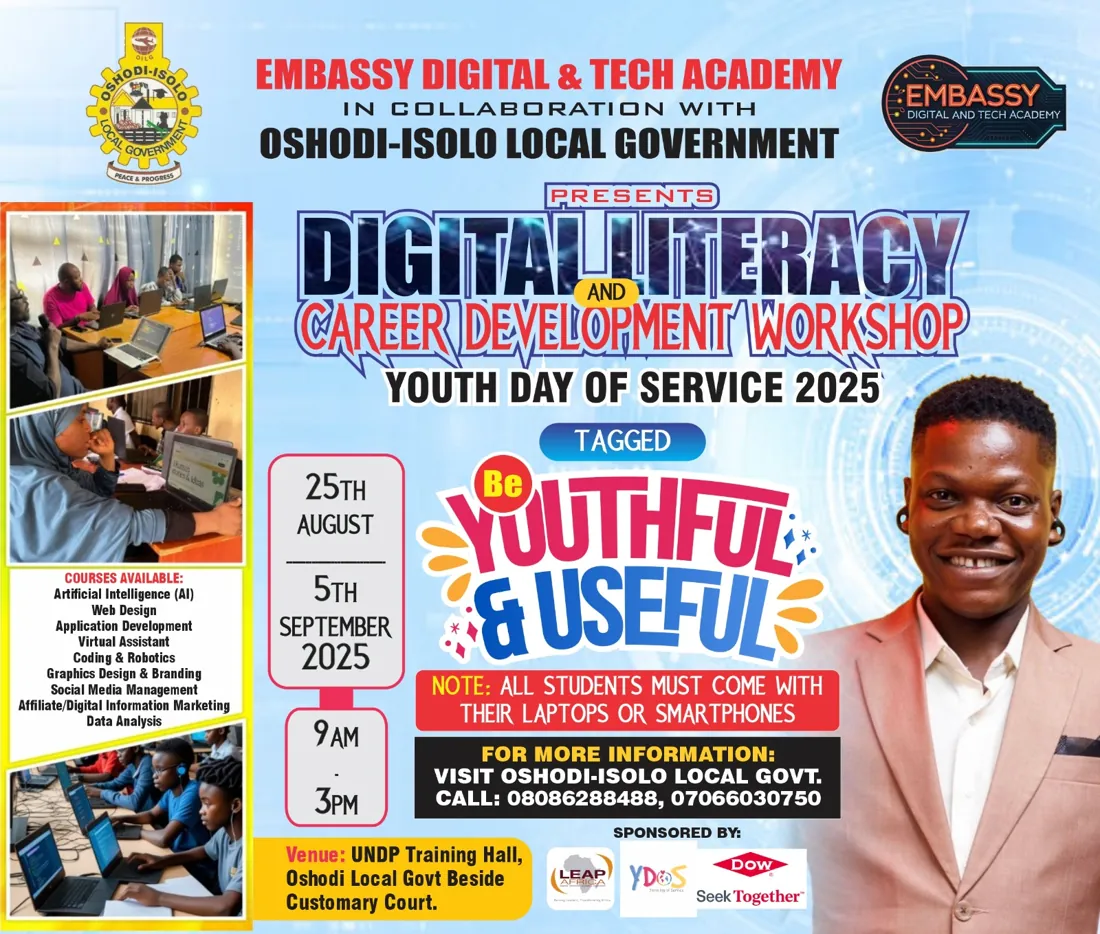 OILG
OSHODI-ISOLO
LOCAL GOVERNMENT
PEACE & PROGRESS
EMBASSY DIGITAL & TECH ACADEMY
IN COLLABORATION WITH
OSHODI-ISOLO LOCAL GOVERNMENT
EMBASSY
DIGITAL AND TECH ACADEMY
PRESENTS
DIGITAL LITERACY
AND
CAREER DEVELOPMENT WORKSHOP
YOUTH DAY OF SERVICE 2025
TAGGED
Be
YOUTHFUL
& USEFUL
25TH
AUGUST
5TH
SEPTEMBER
2025
9AM
-
3PM
COURSES AVAILABLE:
Artificial Intelligence (AI)
Web Design
Application Development
Virtual Assistant
Coding & Robotics
Graphics Design & Branding
Social Media Management
Affiliate/Digital Information Marketing
Data Analysis
NOTE: ALL STUDENTS MUST COME WITH
THEIR LAPTOPS OR SMARTPHONES
FOR MORE INFORMATION:
VISIT OSHODI-ISOLO LOCAL GOVT.
CALL: 08086288488, 07066030750
Venue: UNDP Training Hall,
Oshodi Local Govt Beside
Customary Court.
SPONSORED BY:
LEAP
AFRICA
YDOS
DOW
Seek Together™